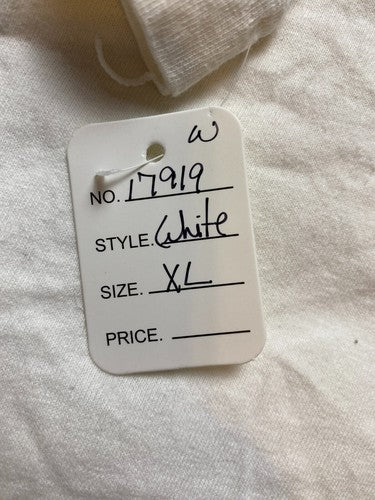 W
NO. 17919
STYLE. White
SIZE. XL
PRICE.